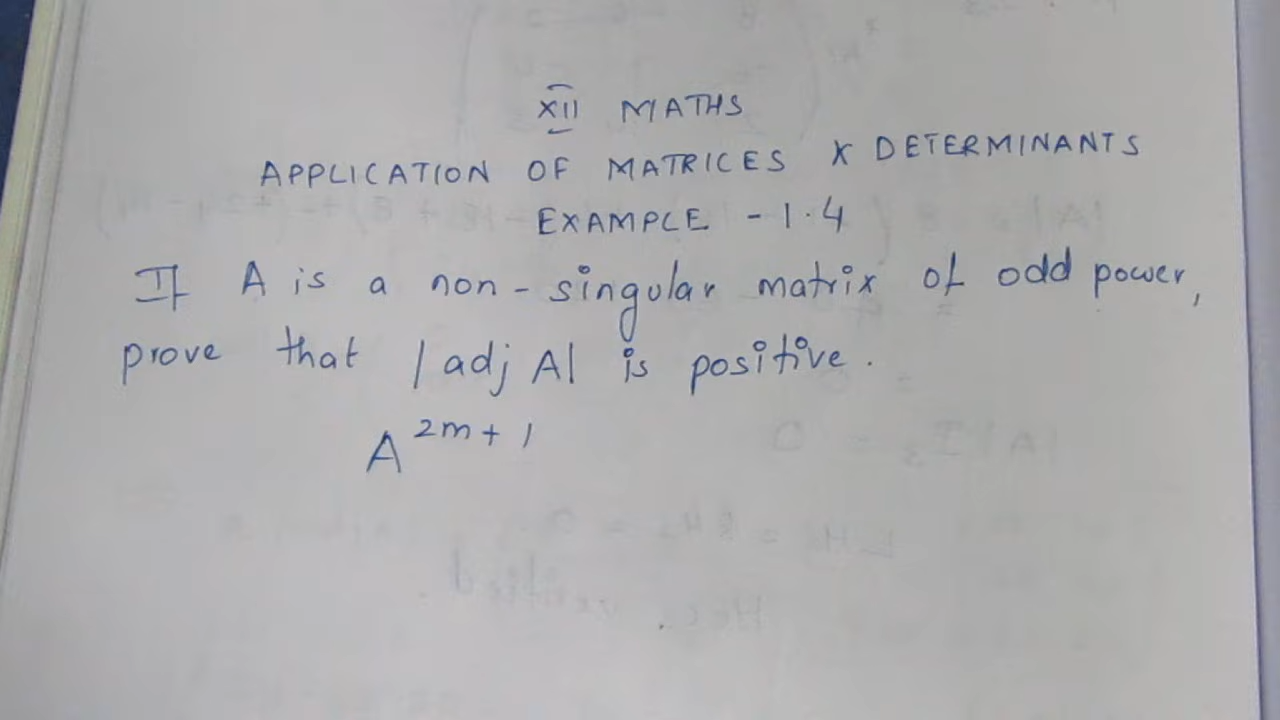 XII MATHS
APPLICATION OF MATRICES X DETERMINANTS
EXAMPLE - 1.4
If A is a non-singular matrix of odd power,
prove that |adj A| is positive.
A^{2m+1}